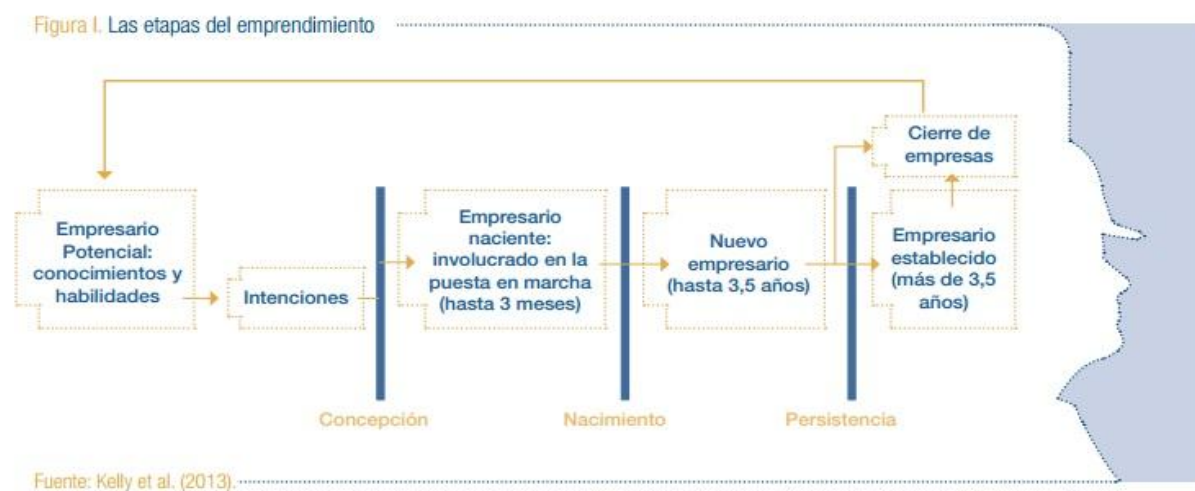 Figura I. Las etapas del emprendimiento
Cierre de
empresas
Empresario
Potencial:
conocimientos y
habilidades
Intenciones
Empresario
naciente:
involucrado en la
puesta en marcha
(hasta 3 meses)
Nuevo
empresario
(hasta 3,5 años)
Empresario
establecido
(más de 3,5
años)
Concepción
Nacimiento
Persistencia
Fuente: Kelly et al. (2013).